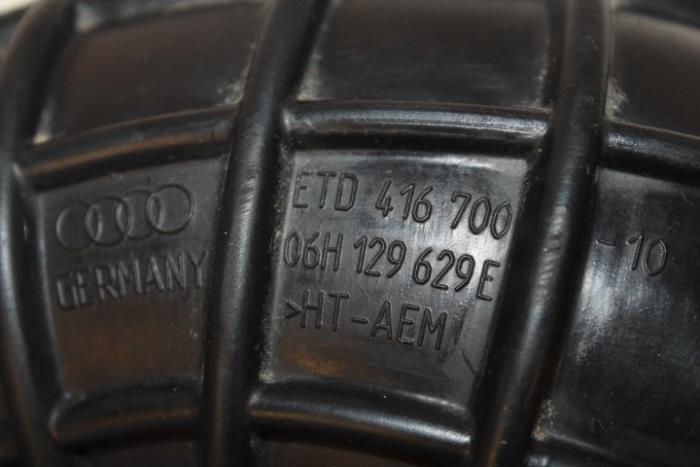 GERMANY
ETD 416 700
06H 129 629 E
>HT-AEM
-10